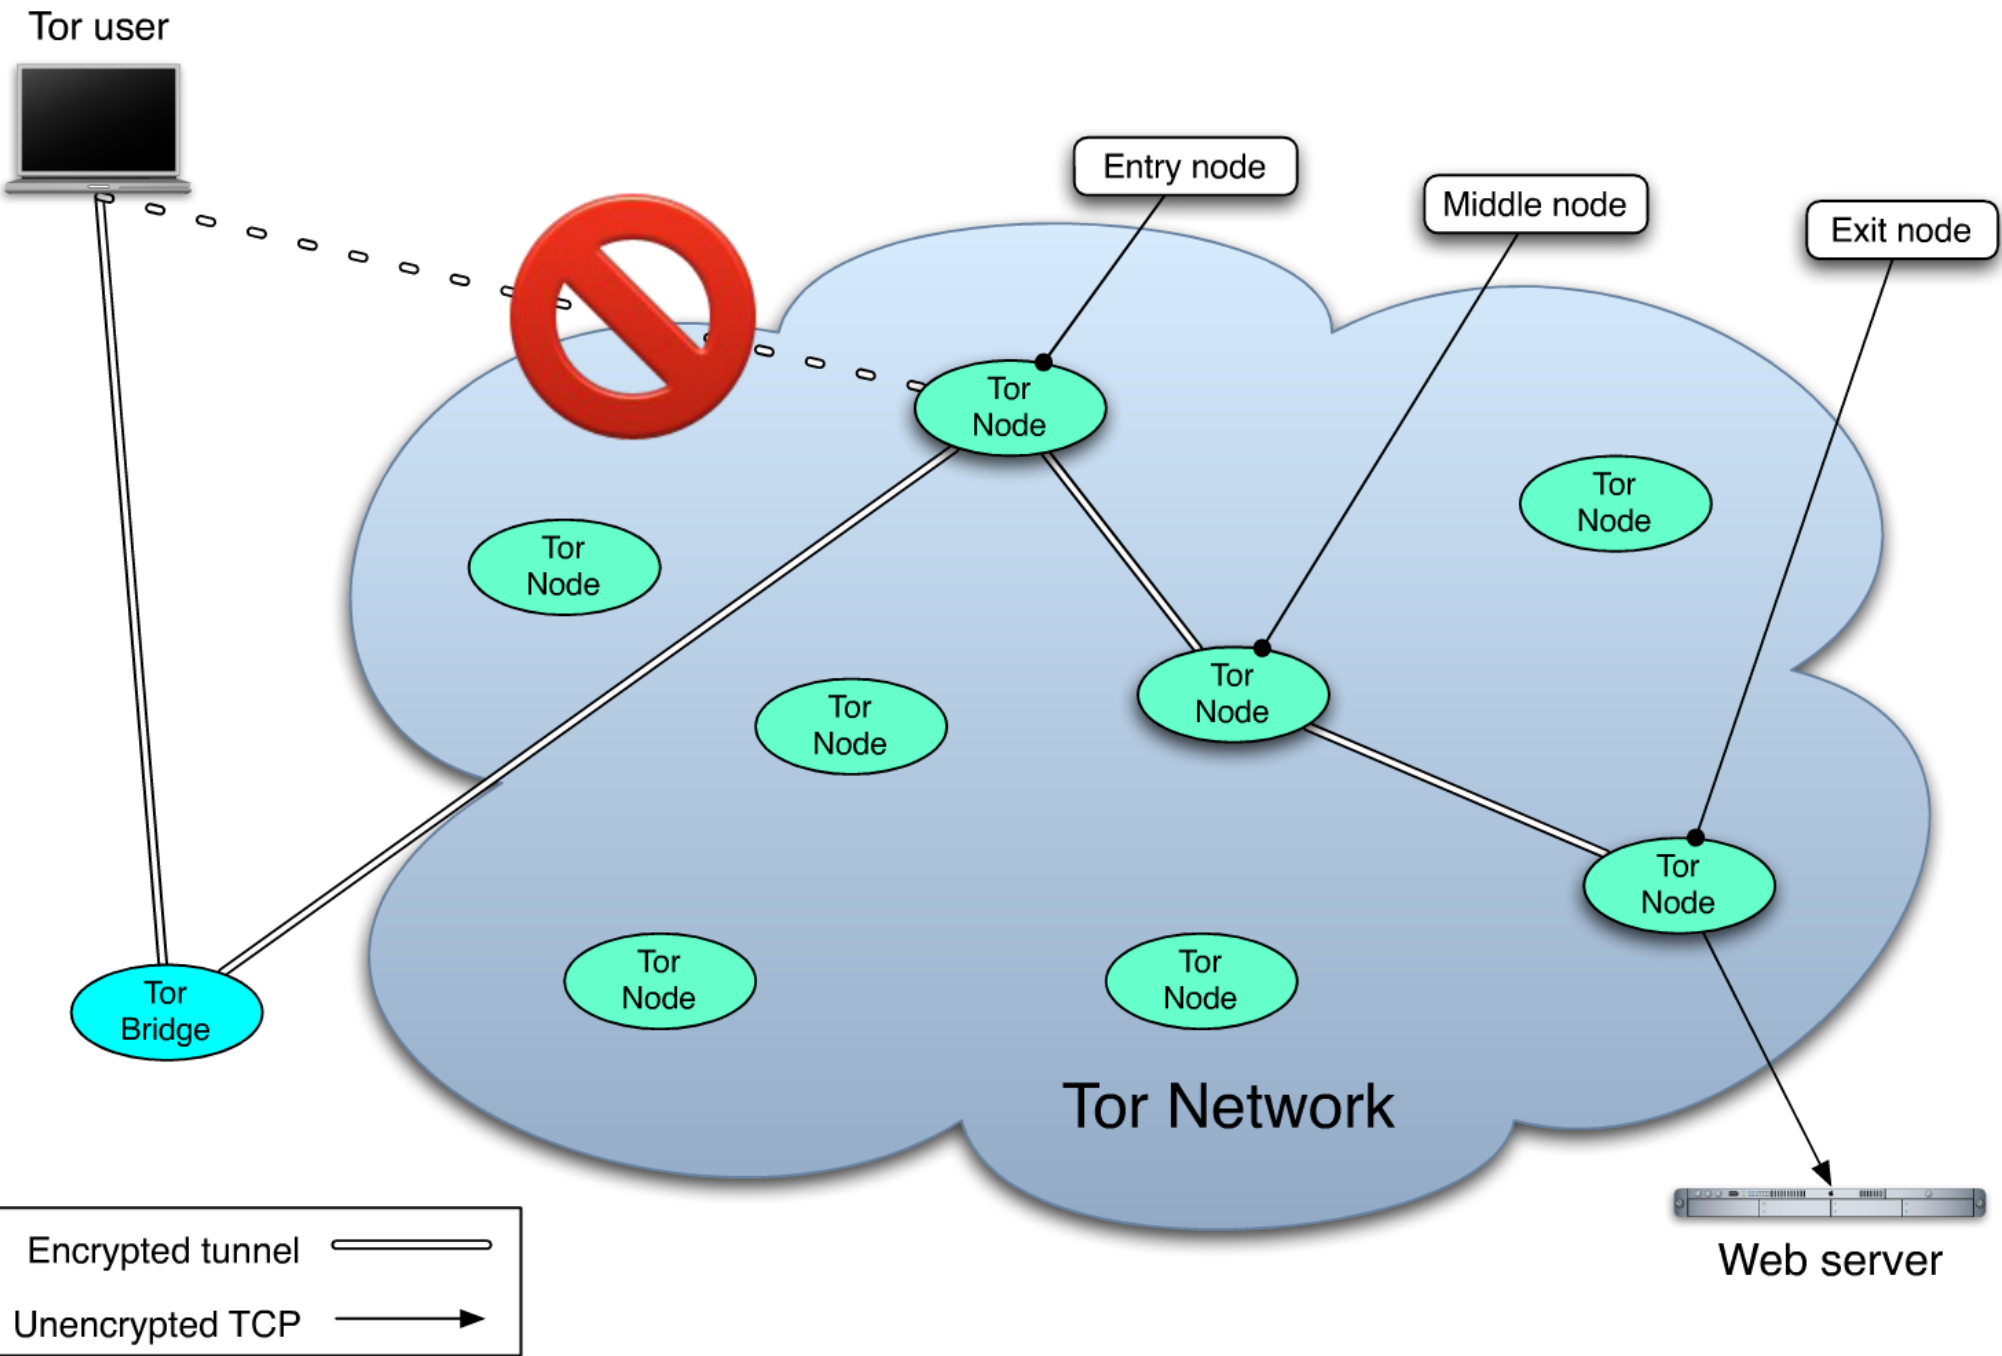 Tor user
Entry node
Middle node
Exit node
Tor
Node
Tor
Node
Tor
Node
Tor
Node
Tor
Node
Tor
Node
Tor
Node
Tor
Node
Tor
Bridge
Tor Network
Web server
Encrypted tunnel
Unencrypted TCP